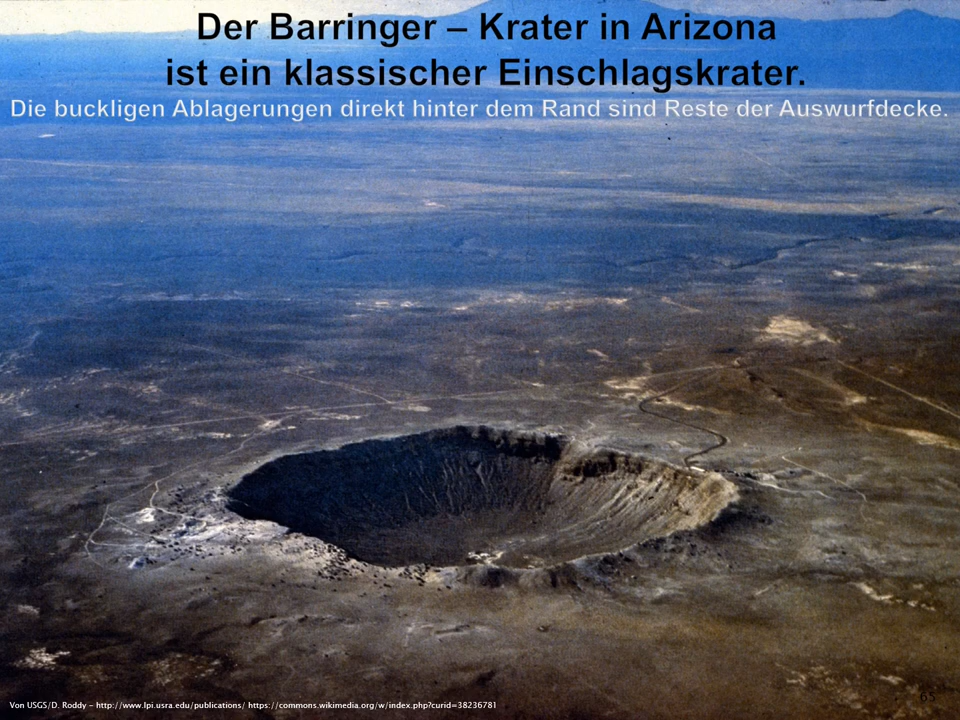 Der Barringer – Krater in Arizona
ist ein klassischer Einschlagskrater.
Die buckligen Ablagerungen direkt hinter dem Rand sind Reste der Auswurfdecke.
65
Von USGS/D. Roddy – http://www.lpi.usra.edu/publications/ https://commons.wikimedia.org/w/index.php?curid=38236781